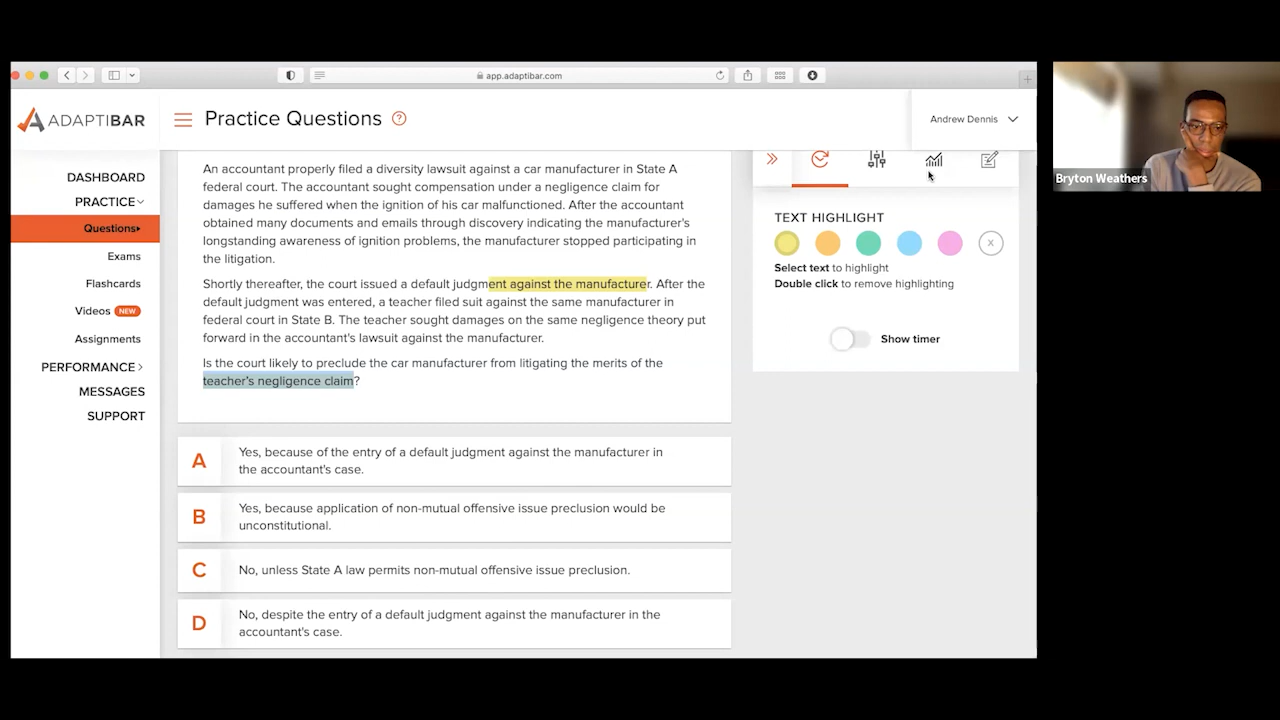 app.adaptibar.com
ADAPTIBAR
Practice Questions ?
Andrew Dennis
DASHBOARD
PRACTICE
Questions
Exams
Flashcards
Videos NEW
Assignments
PERFORMANCE
MESSAGES
SUPPORT
An accountant properly filed a diversity lawsuit against a car manufacturer in State A
federal court. The accountant sought compensation under a negligence claim for
damages he suffered when the ignition of his car malfunctioned. After the accountant
obtained many documents and emails through discovery indicating the manufacturer's
longstanding awareness of ignition problems, the manufacturer stopped participating in
the litigation.
Shortly thereafter, the court issued a default judgment against the manufacturer. After the
default judgment was entered, a teacher filed suit against the same manufacturer in
federal court in State B. The teacher sought damages on the same negligence theory put
forward in the accountant's lawsuit against the manufacturer.
Is the court likely to preclude the car manufacturer from litigating the merits of the
teacher's negligence claim?
A
Yes, because of the entry of a default judgment against the manufacturer in
the accountant's case.
B
Yes, because application of non-mutual offensive issue preclusion would be
unconstitutional.
C
No, unless State A law permits non-mutual offensive issue preclusion.
D
No, despite the entry of a default judgment against the manufacturer in the
accountant's case.
TEXT HIGHLIGHT
X
Select text to highlight
Double click to remove highlighting
Show timer
Bryton Weathers